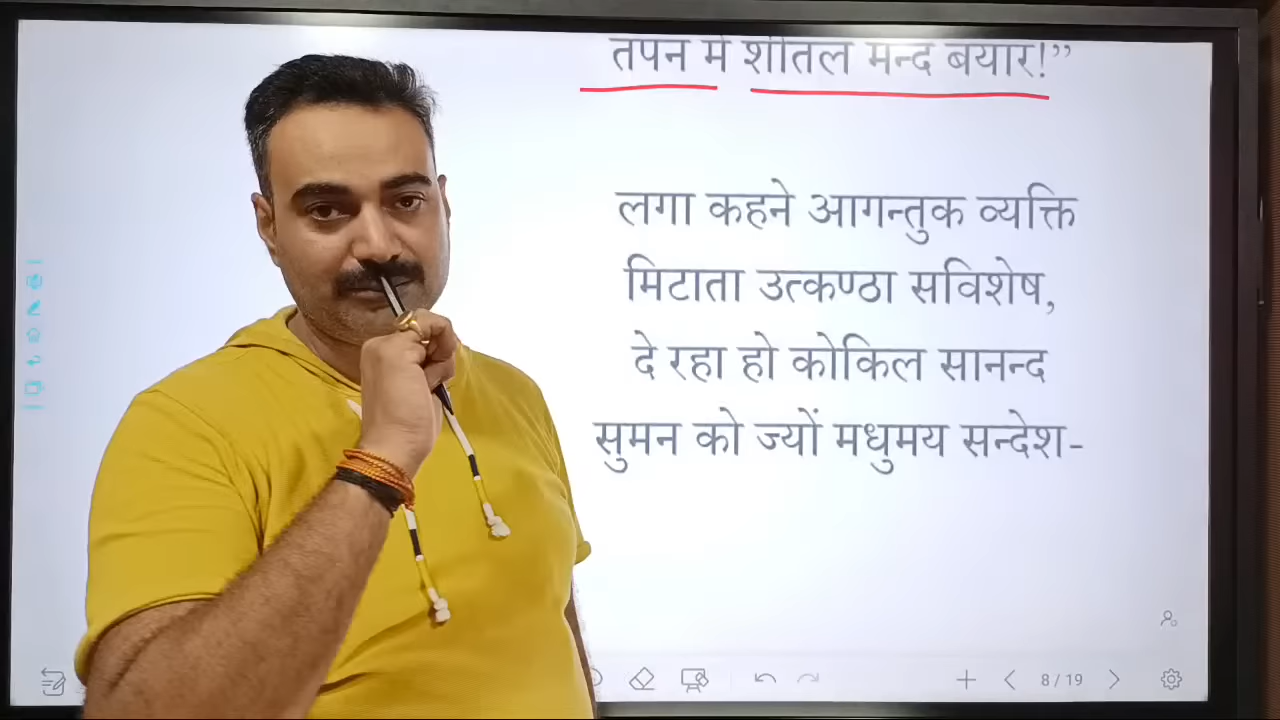 तपन में शीतल मन्द बयार!”
लगा कहने आगन्तुक व्यक्ति
मिटाता उत्कण्ठा सविशेष,
दे रहा हो कोकिल सानन्द
सुमन को ज्यों मधुमय सन्देश-
8/19